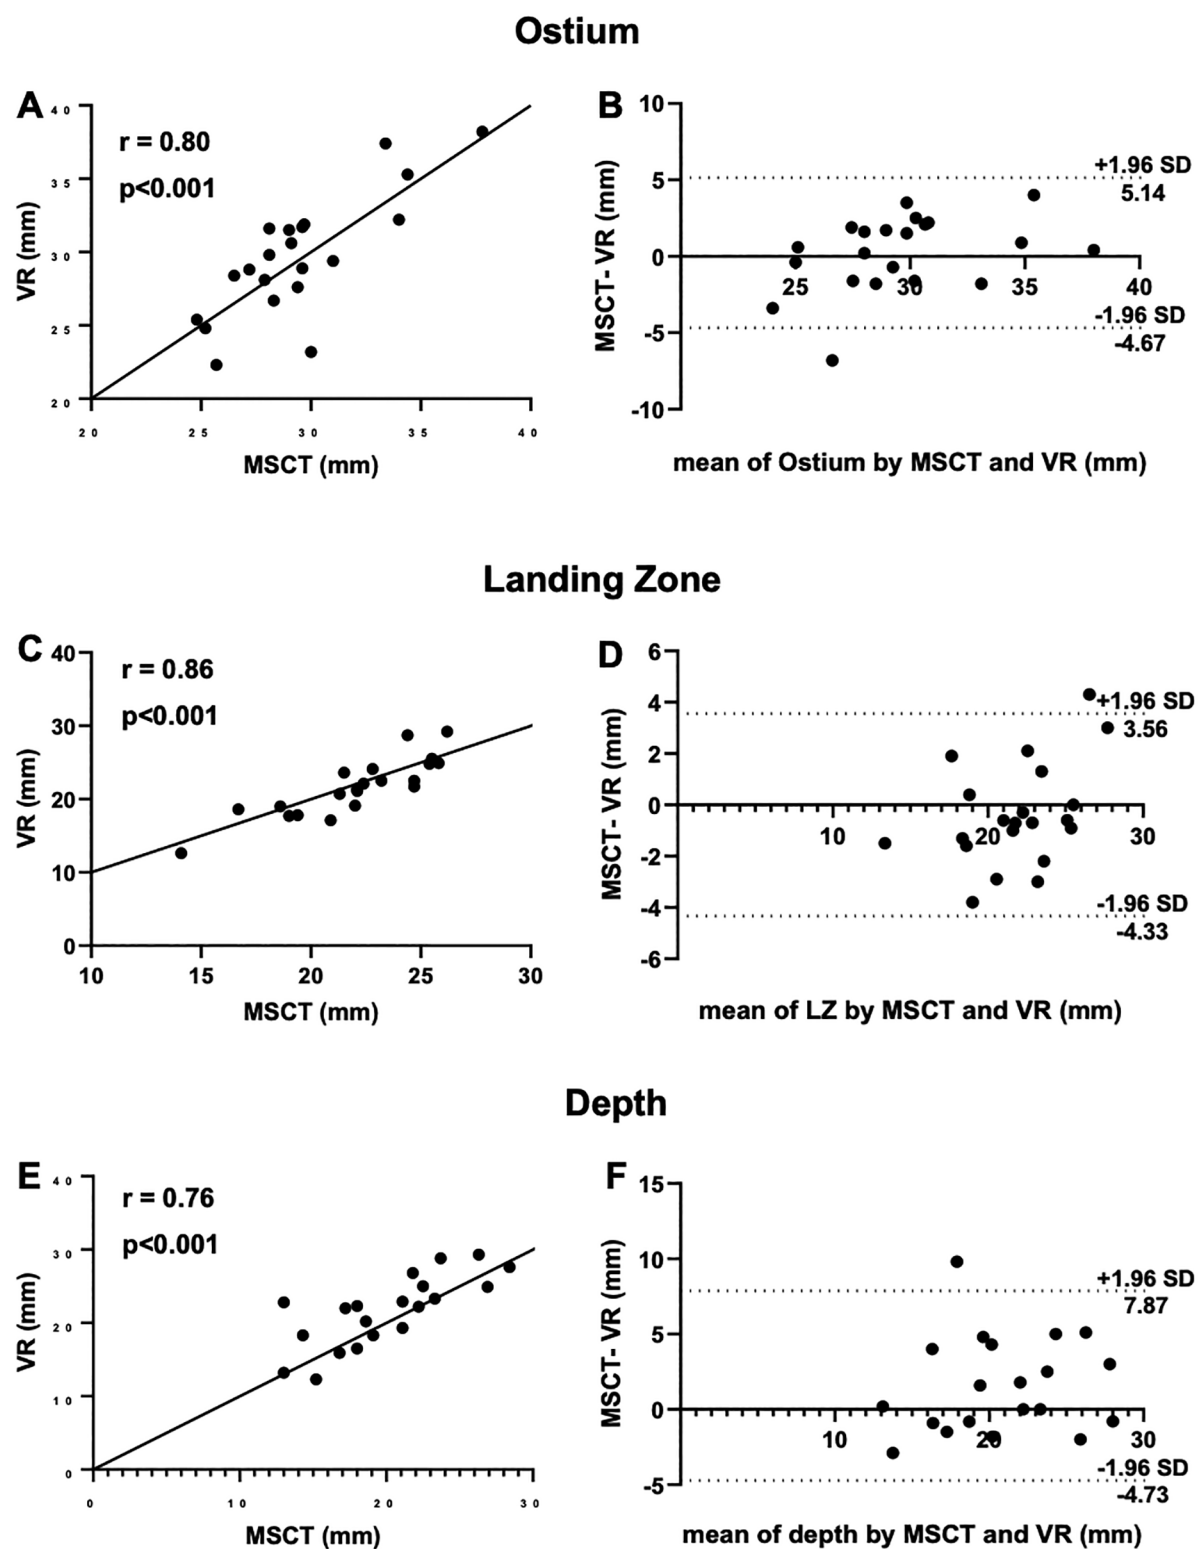 Ostium
A
r = 0.80
p<0.001
40
35
30
25
20
VR (mm)
20 25 30 35 40
MSCT (mm)
B
10
5
0
-5
-10
MSCT- VR (mm)
+1.96 SD
5.14
25 30 35 40
-1.96 SD
-4.67
mean of Ostium by MSCT and VR (mm)
Landing Zone
C
r = 0.86
p<0.001
40
30
20
10
0
VR (mm)
10 15 20 25 30
MSCT (mm)
D
6
4
2
0
-2
-4
-6
MSCT- VR (mm)
+1.96 SD
3.56
10 20 30
-1.96 SD
-4.33
mean of LZ by MSCT and VR (mm)
Depth
E
r = 0.76
p<0.001
40
30
20
10
0
VR (mm)
0 10 20 30
MSCT (mm)
F
15
10
5
0
-5
MSCT- VR (mm)
+1.96 SD
7.87
10 20 30
-1.96 SD
-4.73
mean of depth by MSCT and VR (mm)